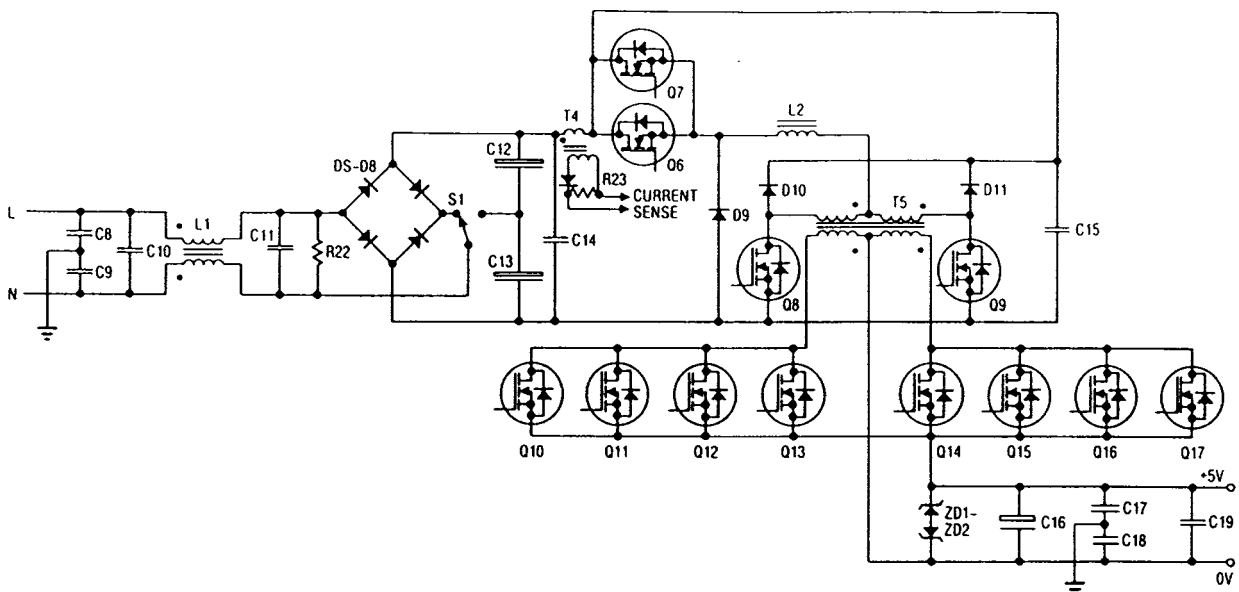 Q7
T4
L2
Q6
C12
DS-D8
R23
S1
D10
D11
CURRENT
SENSE
D9
T5
L
C8
C10
L1
C11
R22
C14
C15
C9
C13
N
Q8
Q9
Q10
Q11
Q12
Q13
Q14
Q15
Q16
Q17
+5V
ZD1-
ZD2
C16
C17
C18
C19
0V